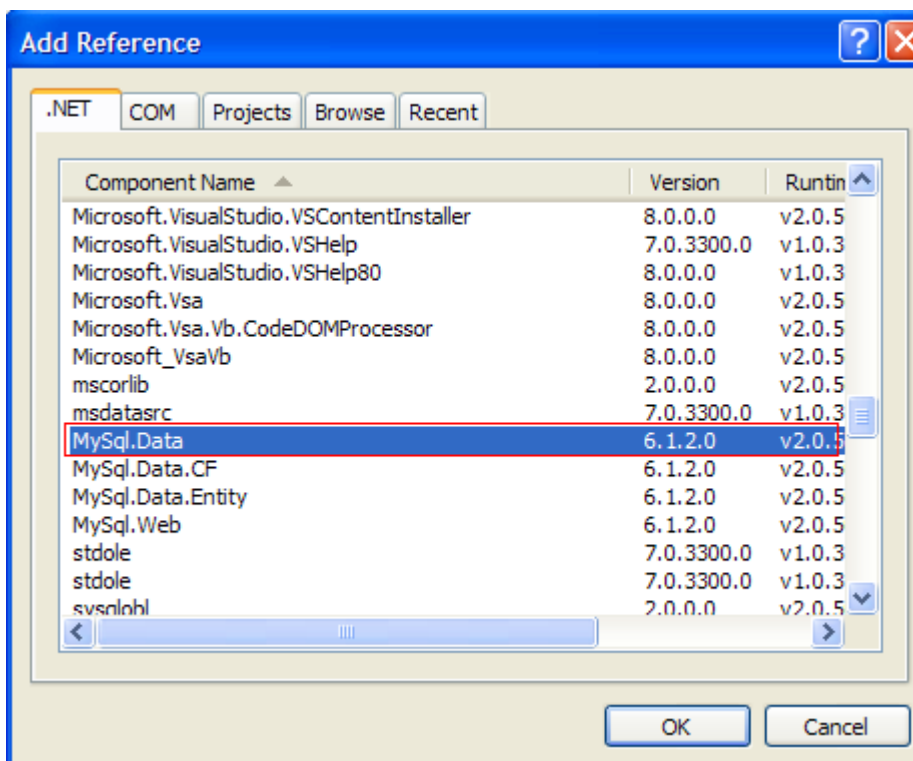 Add Reference
.NET COM Projects Browse Recent
Component Name Version Runtin
Microsoft.VisualStudio.VSContentInstaller 8.0.0.0 v2.0.5
Microsoft.VisualStudio.VSHelp 7.0.3300.0 v1.0.3
Microsoft.VisualStudio.VSHelp80 8.0.0.0 v1.0.3
Microsoft.Vsa 8.0.0.0 v2.0.5
Microsoft.Vsa.Vb.CodeDOMProcessor 8.0.0.0 v2.0.5
Microsoft_VsaVb 8.0.0.0 v2.0.5
mscorlib 2.0.0.0 v2.0.5
msdatasrc 7.0.3300.0 v1.0.3
MySql.Data 6.1.2.0 v2.0.5
MySql.Data.CF 6.1.2.0 v2.0.5
MySql.Data.Entity 6.1.2.0 v2.0.5
MySql.Web 6.1.2.0 v2.0.5
stdole 7.0.3300.0 v1.0.3
stdole 7.0.3300.0 v1.0.3
sysglobl 2.0.0.0 v2.0.5
OK Cancel